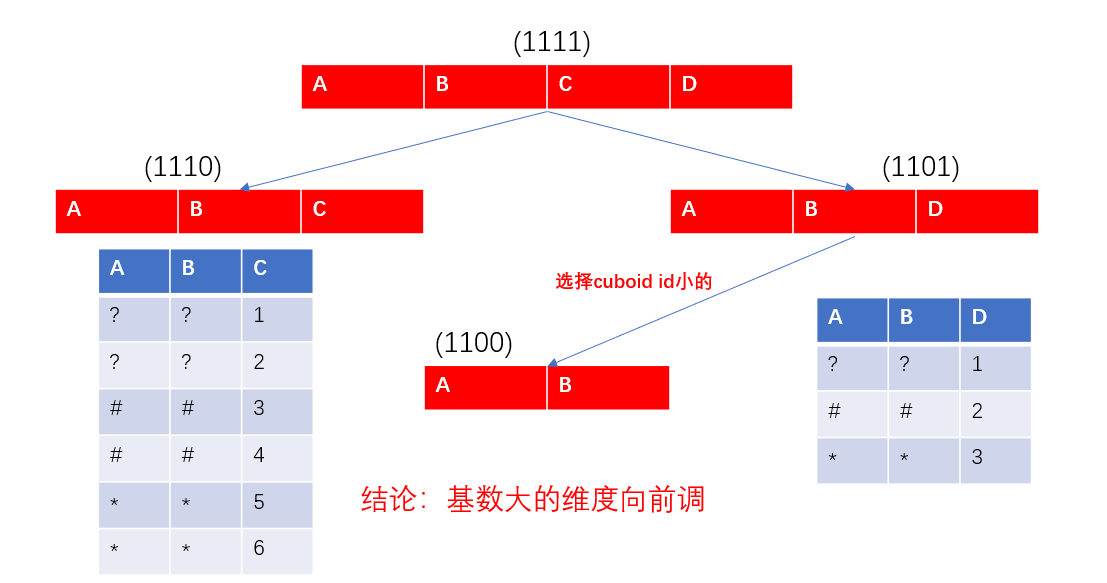 (1111)
A B C D
(1110)
(1101)
A B C
A B D
A B C
? ? 1
? ? 2
# # 3
# # 4
* * 5
* * 6
选择cuboid id小的
(1100)
A B
A B D
? ? 1
# # 2
* * 3
结论：基数大的维度向前调